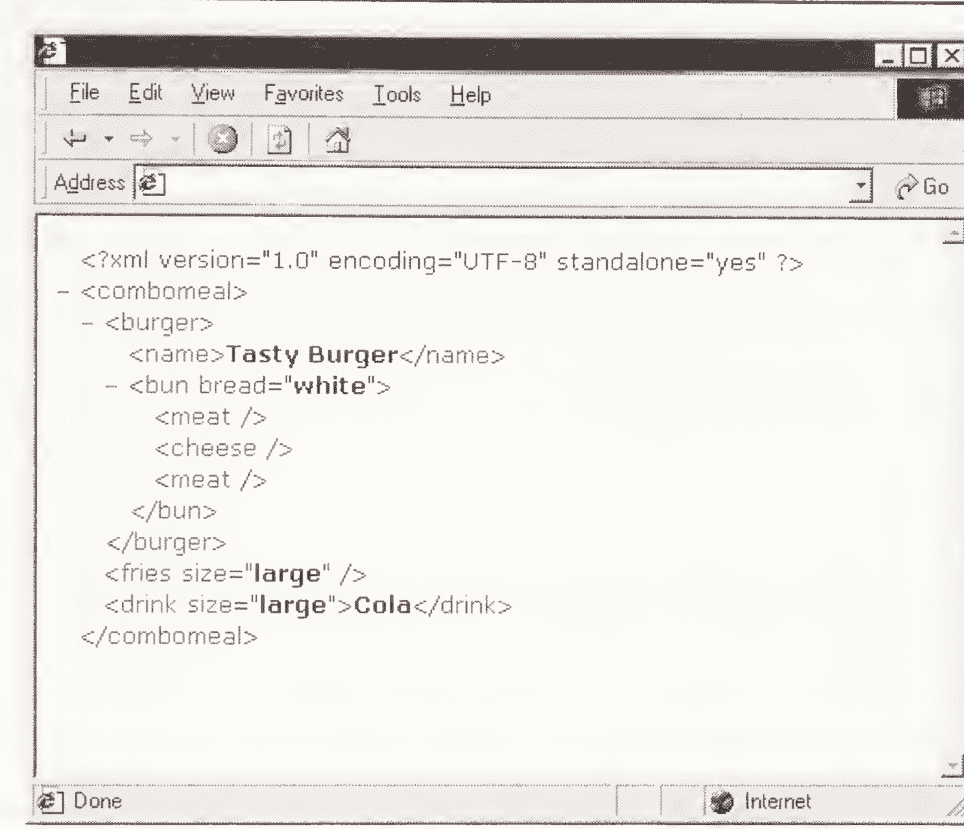 File Edit View Favorites Tools Help
Address Go
<?xml version="1.0" encoding="UTF-8" standalone="yes" ?>
– <combomeal>
– <burger>
<name>Tasty Burger</name>
– <bun bread="white">
<meat />
<cheese />
<meat />
</bun>
</burger>
<fries size="large" />
<drink size="large">Cola</drink>
</combomeal>
Done Internet